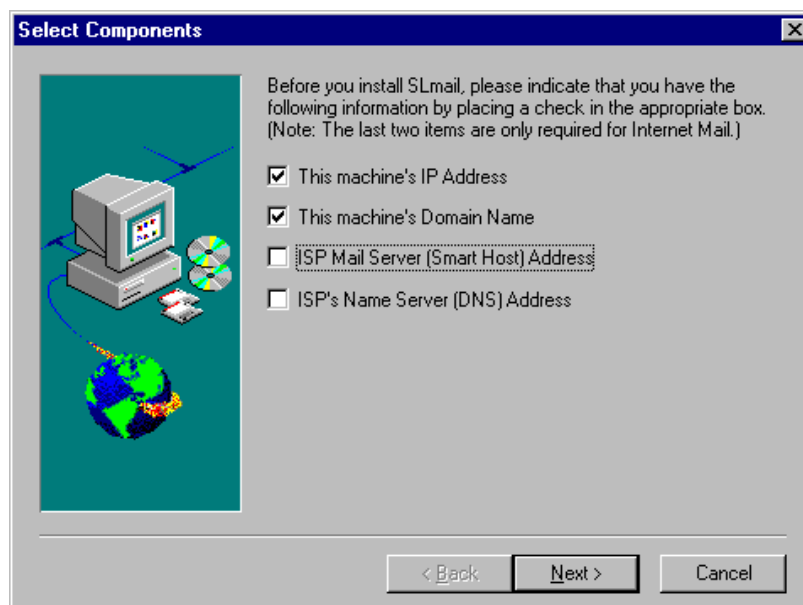 Select Components
Before you install SLmail, please indicate that you have the
following information by placing a check in the appropriate box.
(Note: The last two items are only required for Internet Mail.)
This machine's IP Address
This machine's Domain Name
ISP Mail Server (Smart Host) Address
ISP's Name Server (DNS) Address
< Back
Next >
Cancel